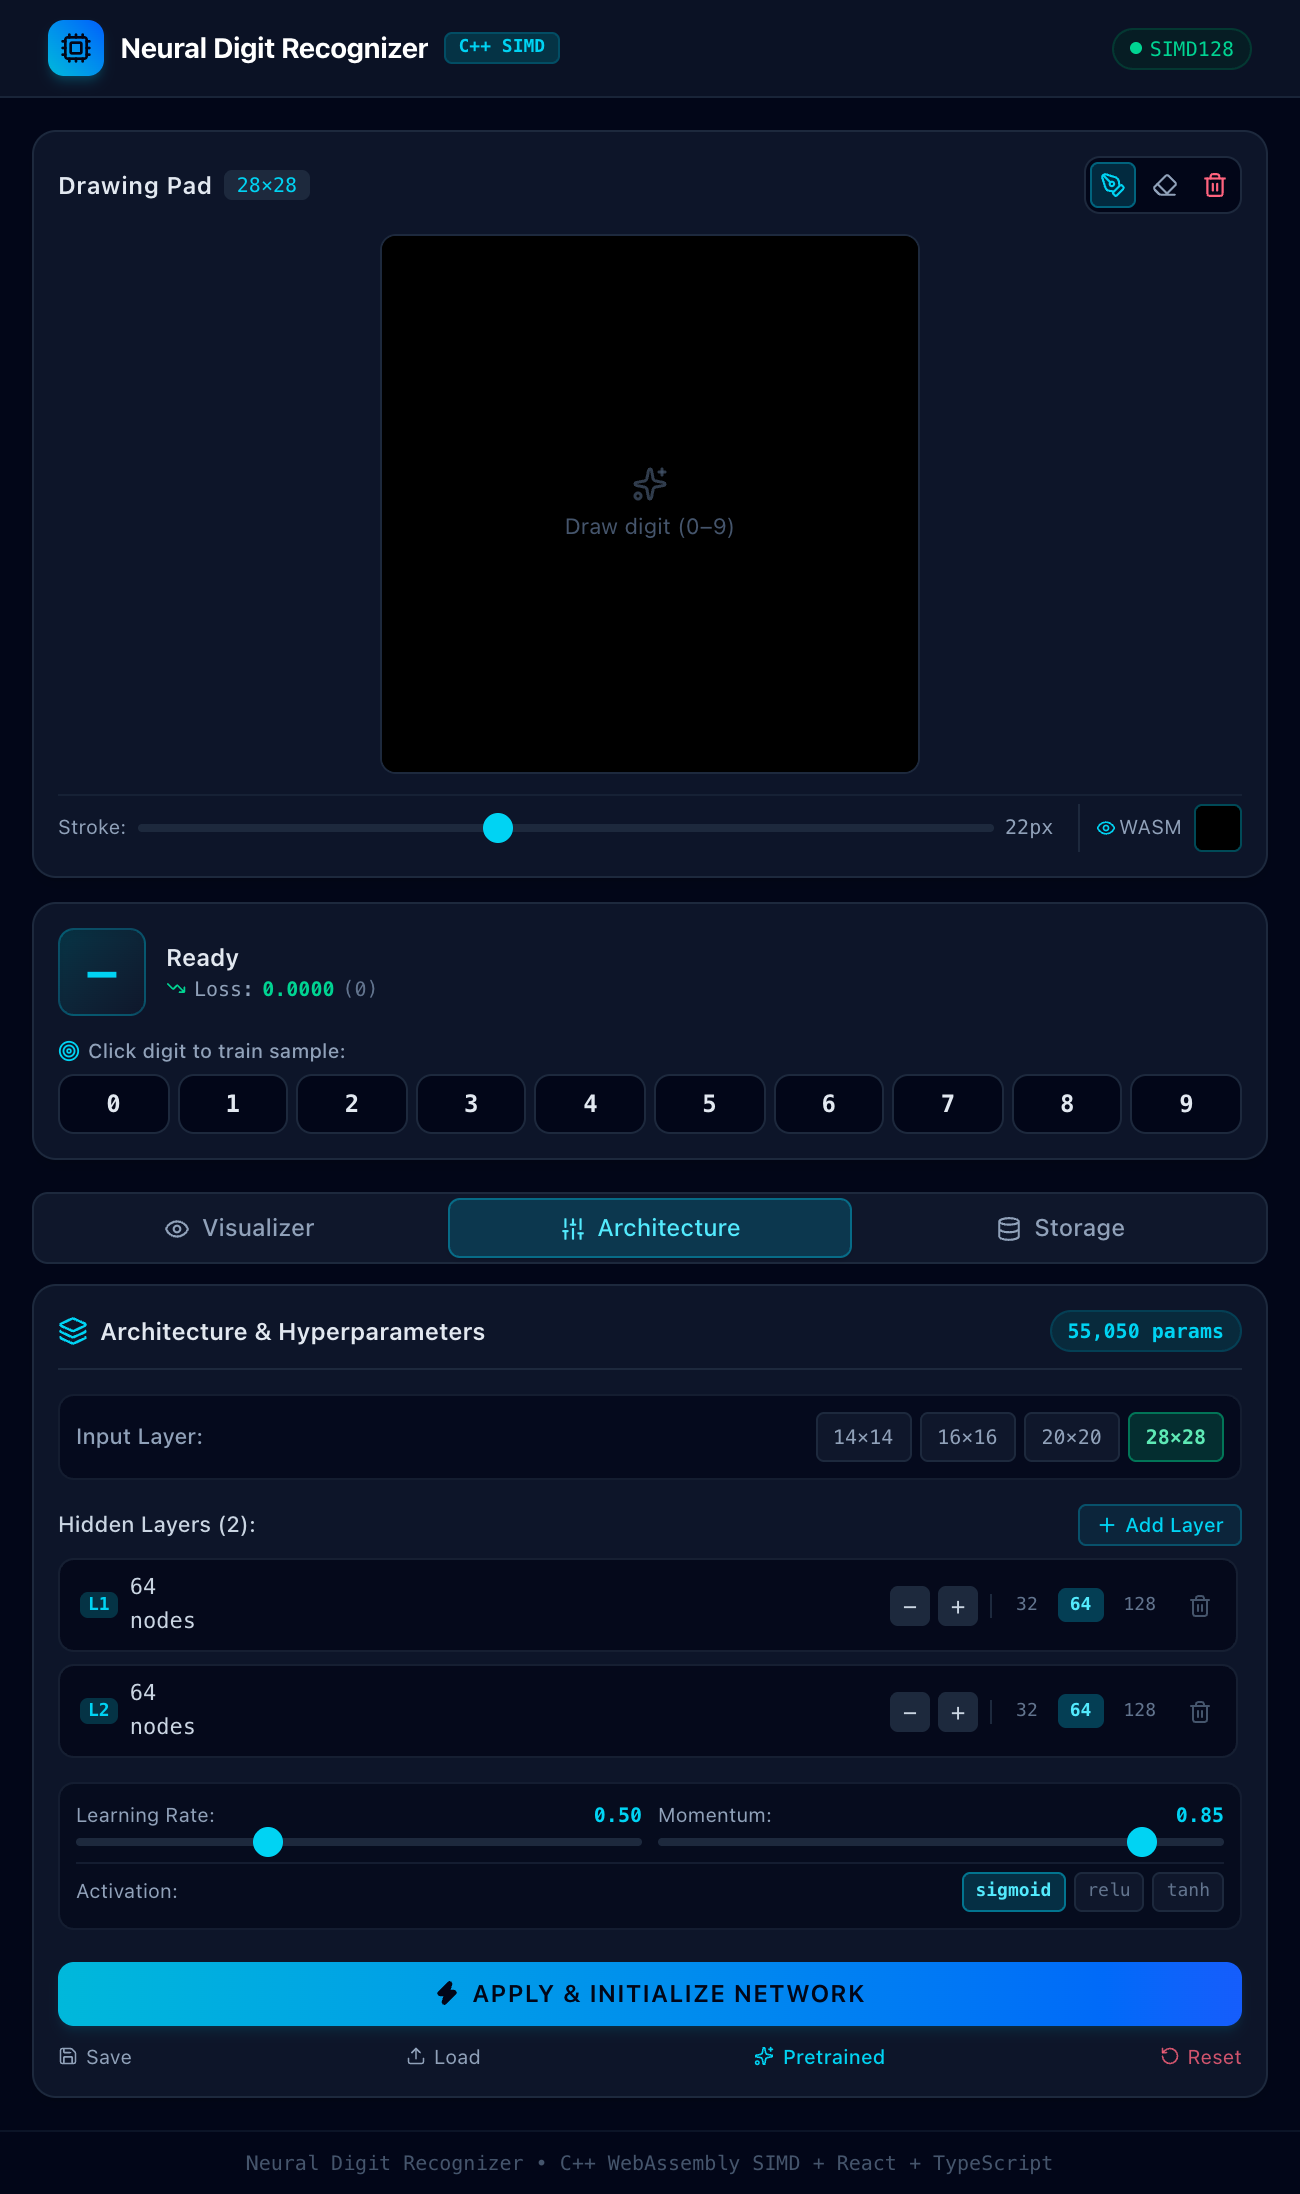 Neural Digit Recognizer C++ SIMD SIMD128
Drawing Pad 28×28
Draw digit (0–9)
Stroke: 22px WASM
–
Ready
Loss: 0.0000 (0)
Click digit to train sample:
0 1 2 3 4 5 6 7 8 9
Visualizer Architecture Storage
Architecture & Hyperparameters 55,050 params
Input Layer: 14×14 16×16 20×20 28×28
Hidden Layers (2): + Add Layer
L1 64 nodes − + 32 64 128
L2 64 nodes − + 32 64 128
Learning Rate: 0.50 Momentum: 0.85
Activation: sigmoid relu tanh
APPLY & INITIALIZE NETWORK
Save Load Pretrained Reset
Neural Digit Recognizer • C++ WebAssembly SIMD + React + TypeScript